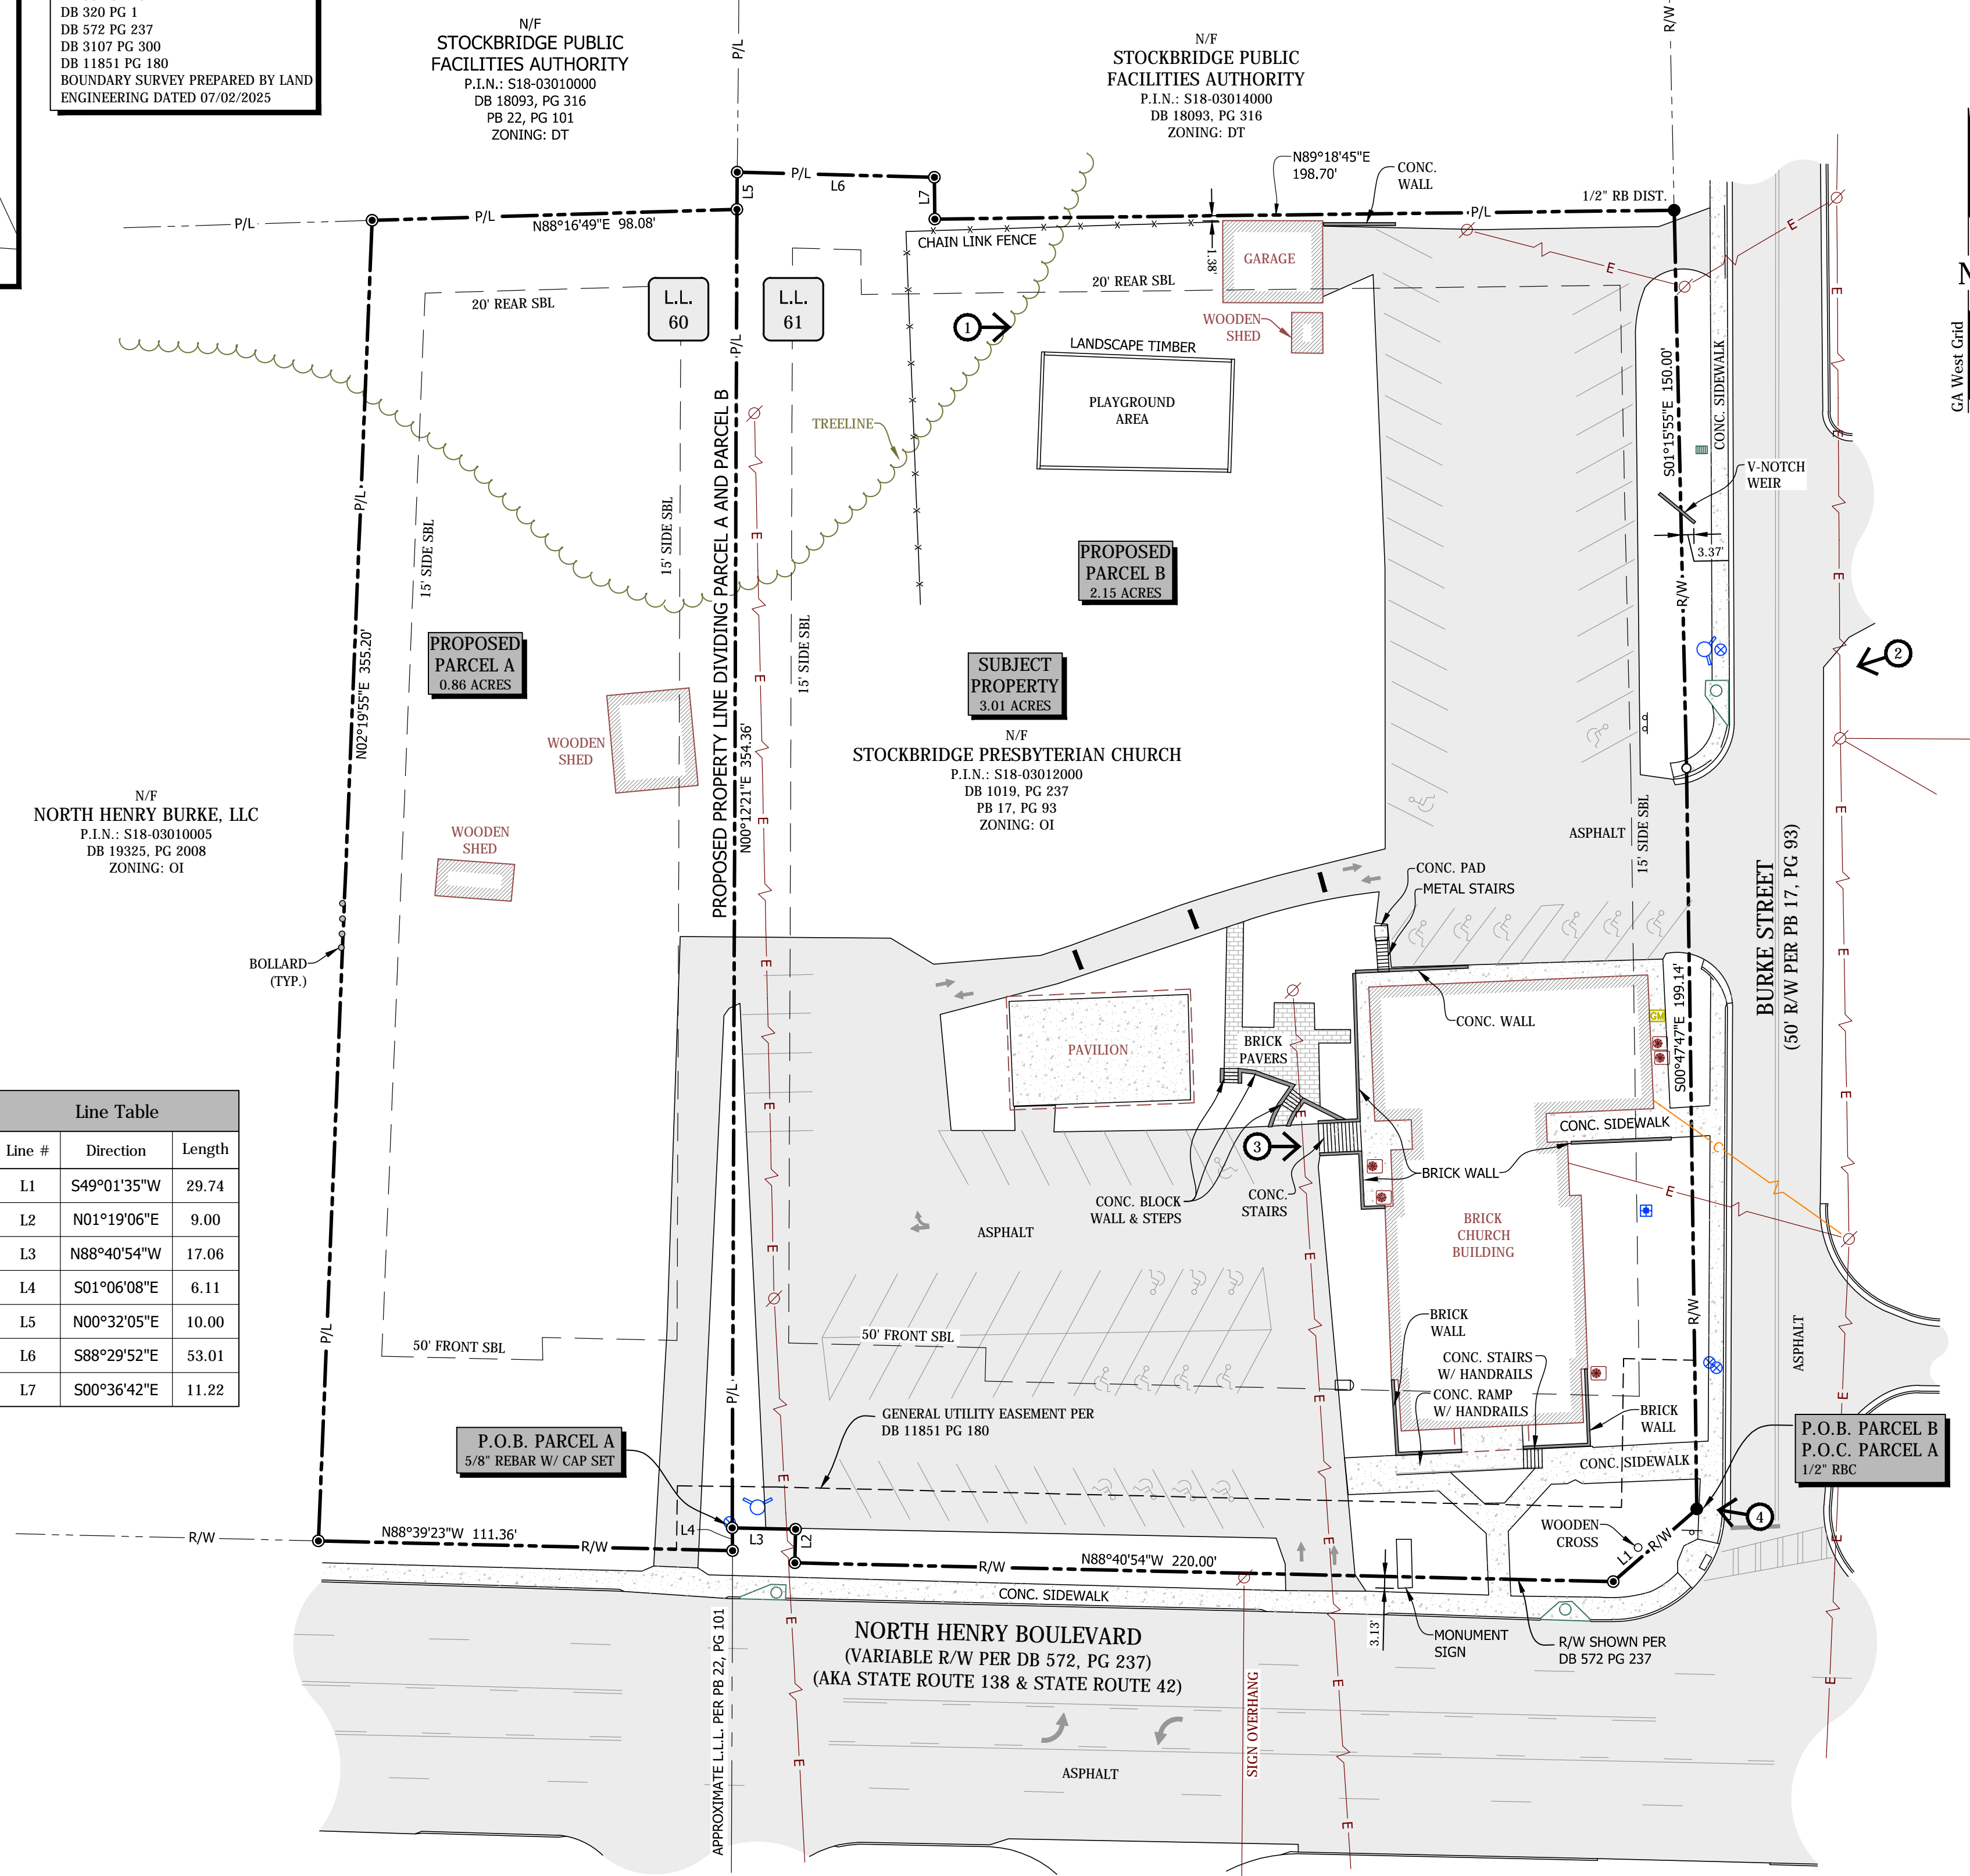 DB 320 PG 1
DB 572 PG 237
DB 3107 PG 300
DB 11851 PG 180
BOUNDARY SURVEY PREPARED BY LAND
ENGINEERING DATED 07/02/2025
N/F
STOCKBRIDGE PUBLIC
FACILITIES AUTHORITY
P.I.N.: S18-03010000
DB 18093, PG 316
PB 22, PG 101
ZONING: DT
P/L
N/F
STOCKBRIDGE PUBLIC
FACILITIES AUTHORITY
P.I.N.: S18-03014000
DB 18093, PG 316
ZONING: DT
R/W
N89°18'45"E
198.70'
CONC.
WALL
1/2" RB DIST.
P/L
L5
P/L
L6
L7
P/L
P/L
N88°16'49"E 98.08'
CHAIN LINK FENCE
1.38'
GARAGE
E
E
E
20' REAR SBL
20' REAR SBL
L.L.
60
L.L.
61
1
WOODEN
SHED
LANDSCAPE TIMBER
PLAYGROUND
AREA
P/L
TREELINE
GA West Grid
N
S01°15'55"E 150.00'
CONC. SIDEWALK
V-NOTCH
WEIR
3.37'
E
P/L
15' SIDE SBL
15' SIDE SBL
E
PROPOSED
PARCEL B
2.15 ACRES
R/W
E
PROPOSED
PARCEL A
0.86 ACRES
15' SIDE SBL
SUBJECT
PROPERTY
3.01 ACRES
2
N02°19'55"E 355.20'
PROPOSED PROPERTY LINE DIVIDING PARCEL A AND PARCEL B
N00°12'21"E 354.36'
E
WOODEN
SHED
N/F
STOCKBRIDGE PRESBYTERIAN CHURCH
P.I.N.: S18-03012000
DB 1019, PG 237
PB 17, PG 93
ZONING: OI
N/F
NORTH HENRY BURKE, LLC
P.I.N.: S18-03010005
DB 19325, PG 2008
ZONING: OI
WOODEN
SHED
E
ASPHALT
15' SIDE SBL
E
BURKE STREET
(50' R/W PER PB 17, PG 93)
CONC. PAD
METAL STAIRS
BOLLARD
(TYP.)
E
E
CONC. WALL
GM
S00°47'47"E 199.14'
PAVILION
BRICK
PAVERS
E
E
E
Line Table
Line #
Direction
Length
L1
S49°01'35"W
29.74
L2
N01°19'06"E
9.00
L3
N88°40'54"W
17.06
L4
S01°06'08"E
6.11
L5
N00°32'05"E
10.00
L6
S88°29'52"E
53.01
L7
S00°36'42"E
11.22
CONC. SIDEWALK
C
3
BRICK WALL
CONC. BLOCK
WALL & STEPS
CONC.
STAIRS
E
ASPHALT
BRICK
CHURCH
BUILDING
E
E
P/L
50' FRONT SBL
50' FRONT SBL
BRICK
WALL
R/W
ASPHALT
CONC. STAIRS
W/ HANDRAILS
CONC. RAMP
W/ HANDRAILS
P/L
E
E
BRICK
WALL
GENERAL UTILITY EASEMENT PER
DB 11851 PG 180
P.O.B. PARCEL A
5/8" REBAR W/ CAP SET
P.O.B. PARCEL B
P.O.C. PARCEL A
1/2" RBC
CONC. SIDEWALK
E
E
4
R/W
N88°39'23"W 111.36'
R/W
L4
L3
L2
WOODEN
CROSS
L1
R/W
E
R/W
N88°40'54"W 220.00'
E
CONC. SIDEWALK
E
NORTH HENRY BOULEVARD
(VARIABLE R/W PER DB 572, PG 237)
(AKA STATE ROUTE 138 & STATE ROUTE 42)
3.13'
MONUMENT
SIGN
R/W SHOWN PER
DB 572 PG 237
APPROXIMATE L.L.L. PER PB 22, PG 101
SIGN OVERHANG
E
E
E
ASPHALT
E